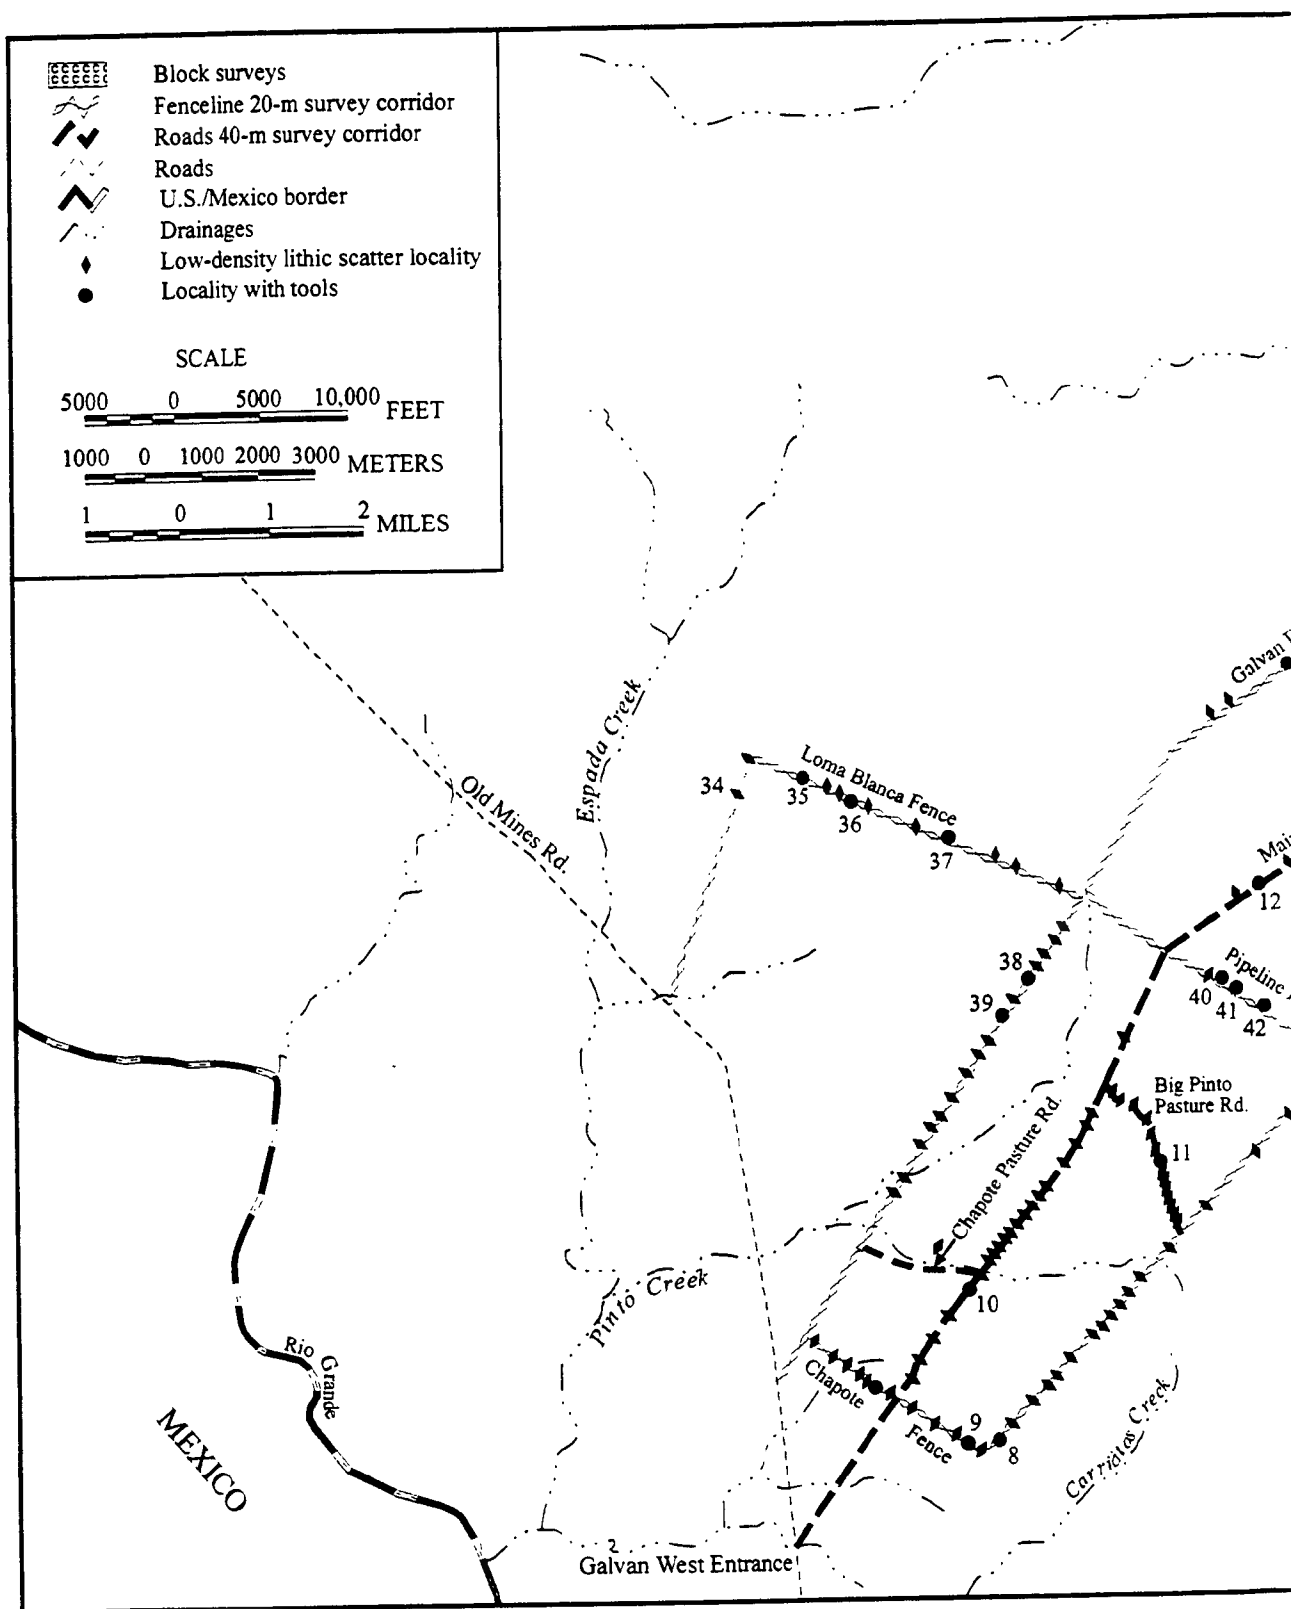 Block surveys
Fenceline 20-m survey corridor
Roads 40-m survey corridor
Roads
U.S./Mexico border
Drainages
Low-density lithic scatter locality
Locality with tools
SCALE
5000 0 5000 10,000 FEET
1000 0 1000 2000 3000 METERS
1 0 1 2 MILES
Galvan
Espada Creek
Old Mines Rd.
34
Loma Blanca Fence
35
36
37
12
38
39
Pipeline
40
41
42
Big Pinto
Pasture Rd.
11
Chapote Pasture Rd.
Pinto Creek
10
Rio Grande
Chapote
Fence
9
8
Carrizitos Creek
MEXICO
2
Galvan West Entrance